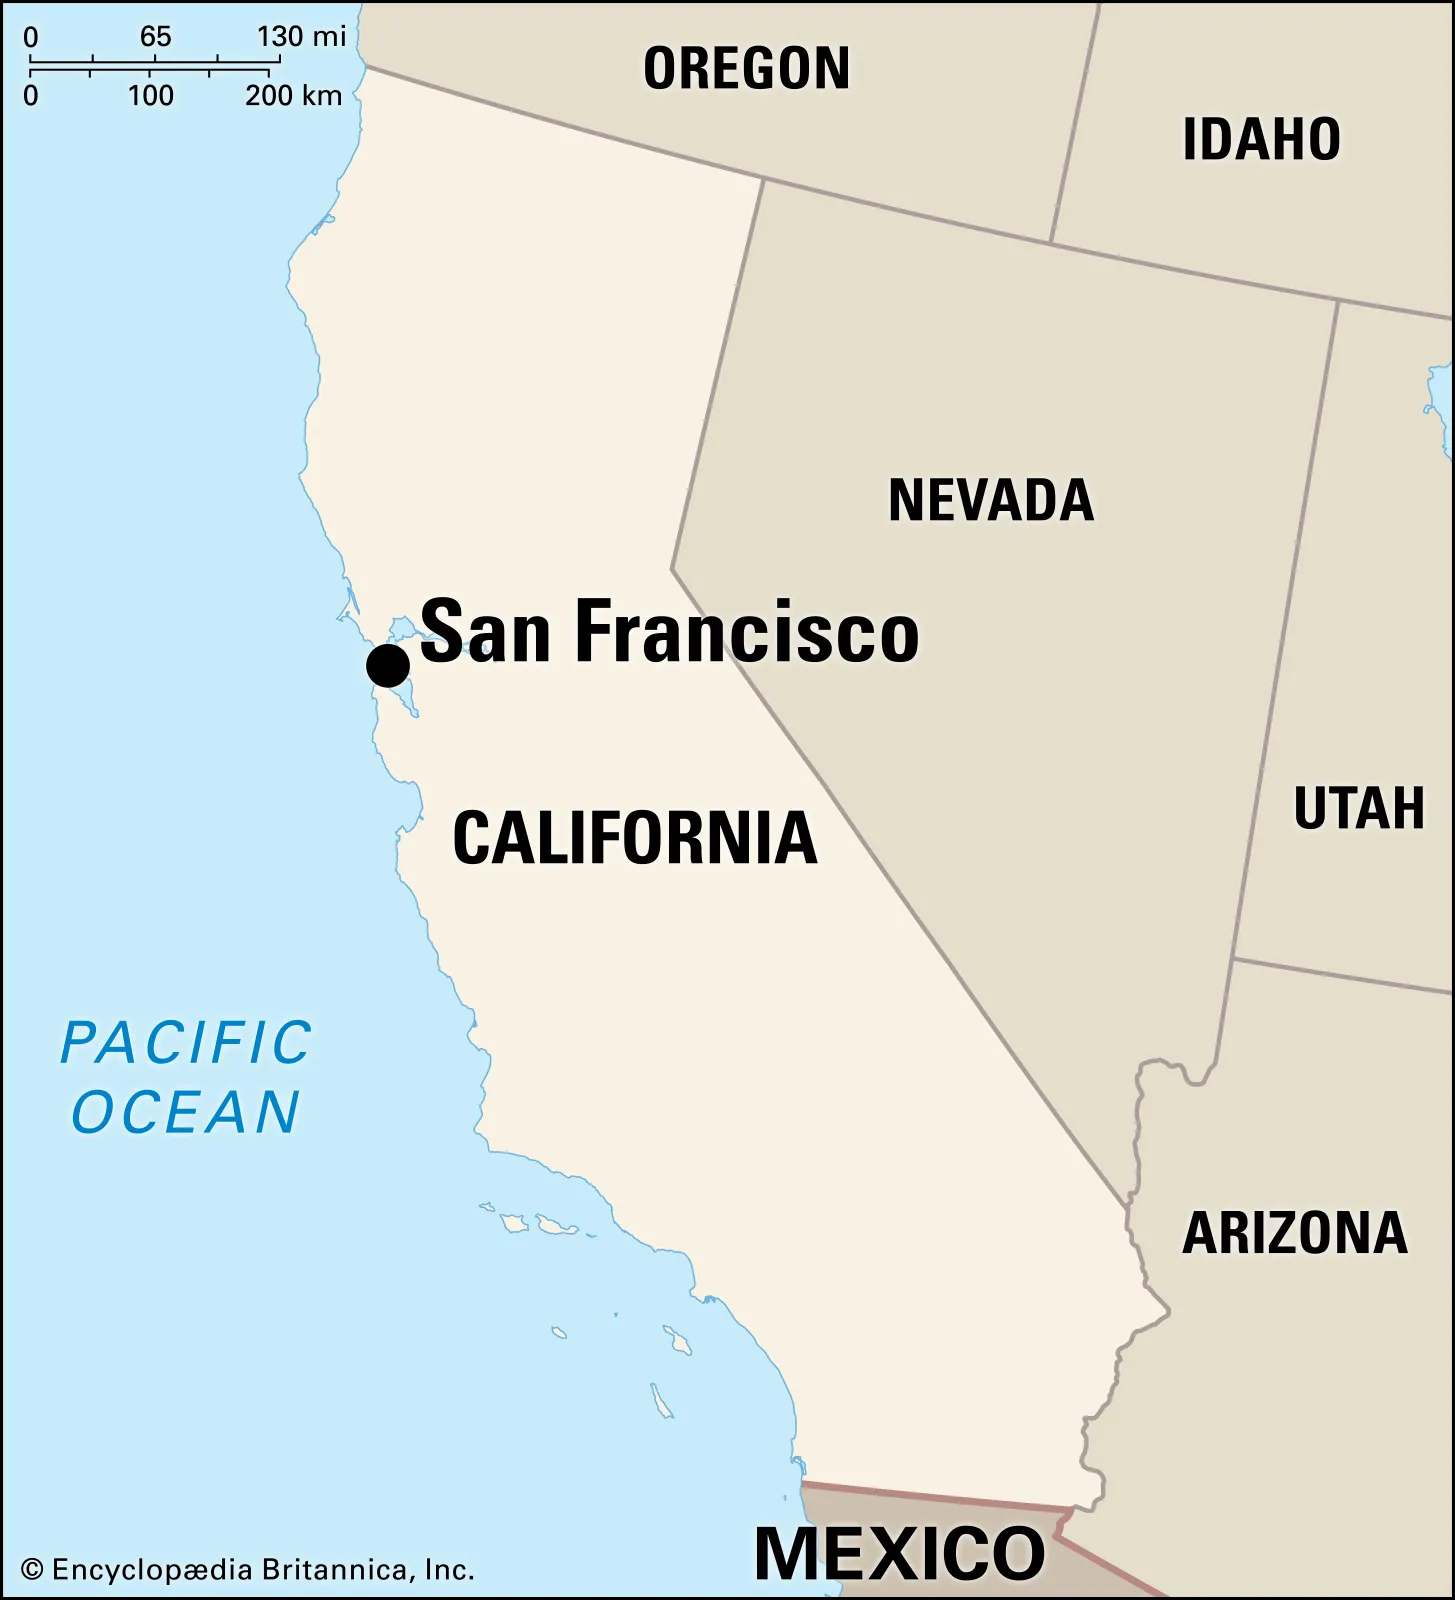 0 65 130 mi
0 100 200 km
OREGON
IDAHO
NEVADA
San Francisco
CALIFORNIA
UTAH
PACIFIC
OCEAN
ARIZONA
MEXICO
© Encyclopædia Britannica, Inc.